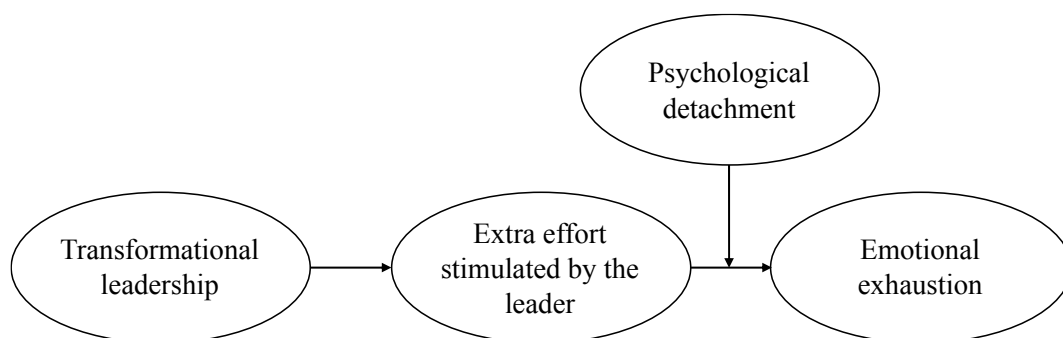 Psychological
detachment
Transformational
leadership
Extra effort
stimulated by the
leader
Emotional
exhaustion